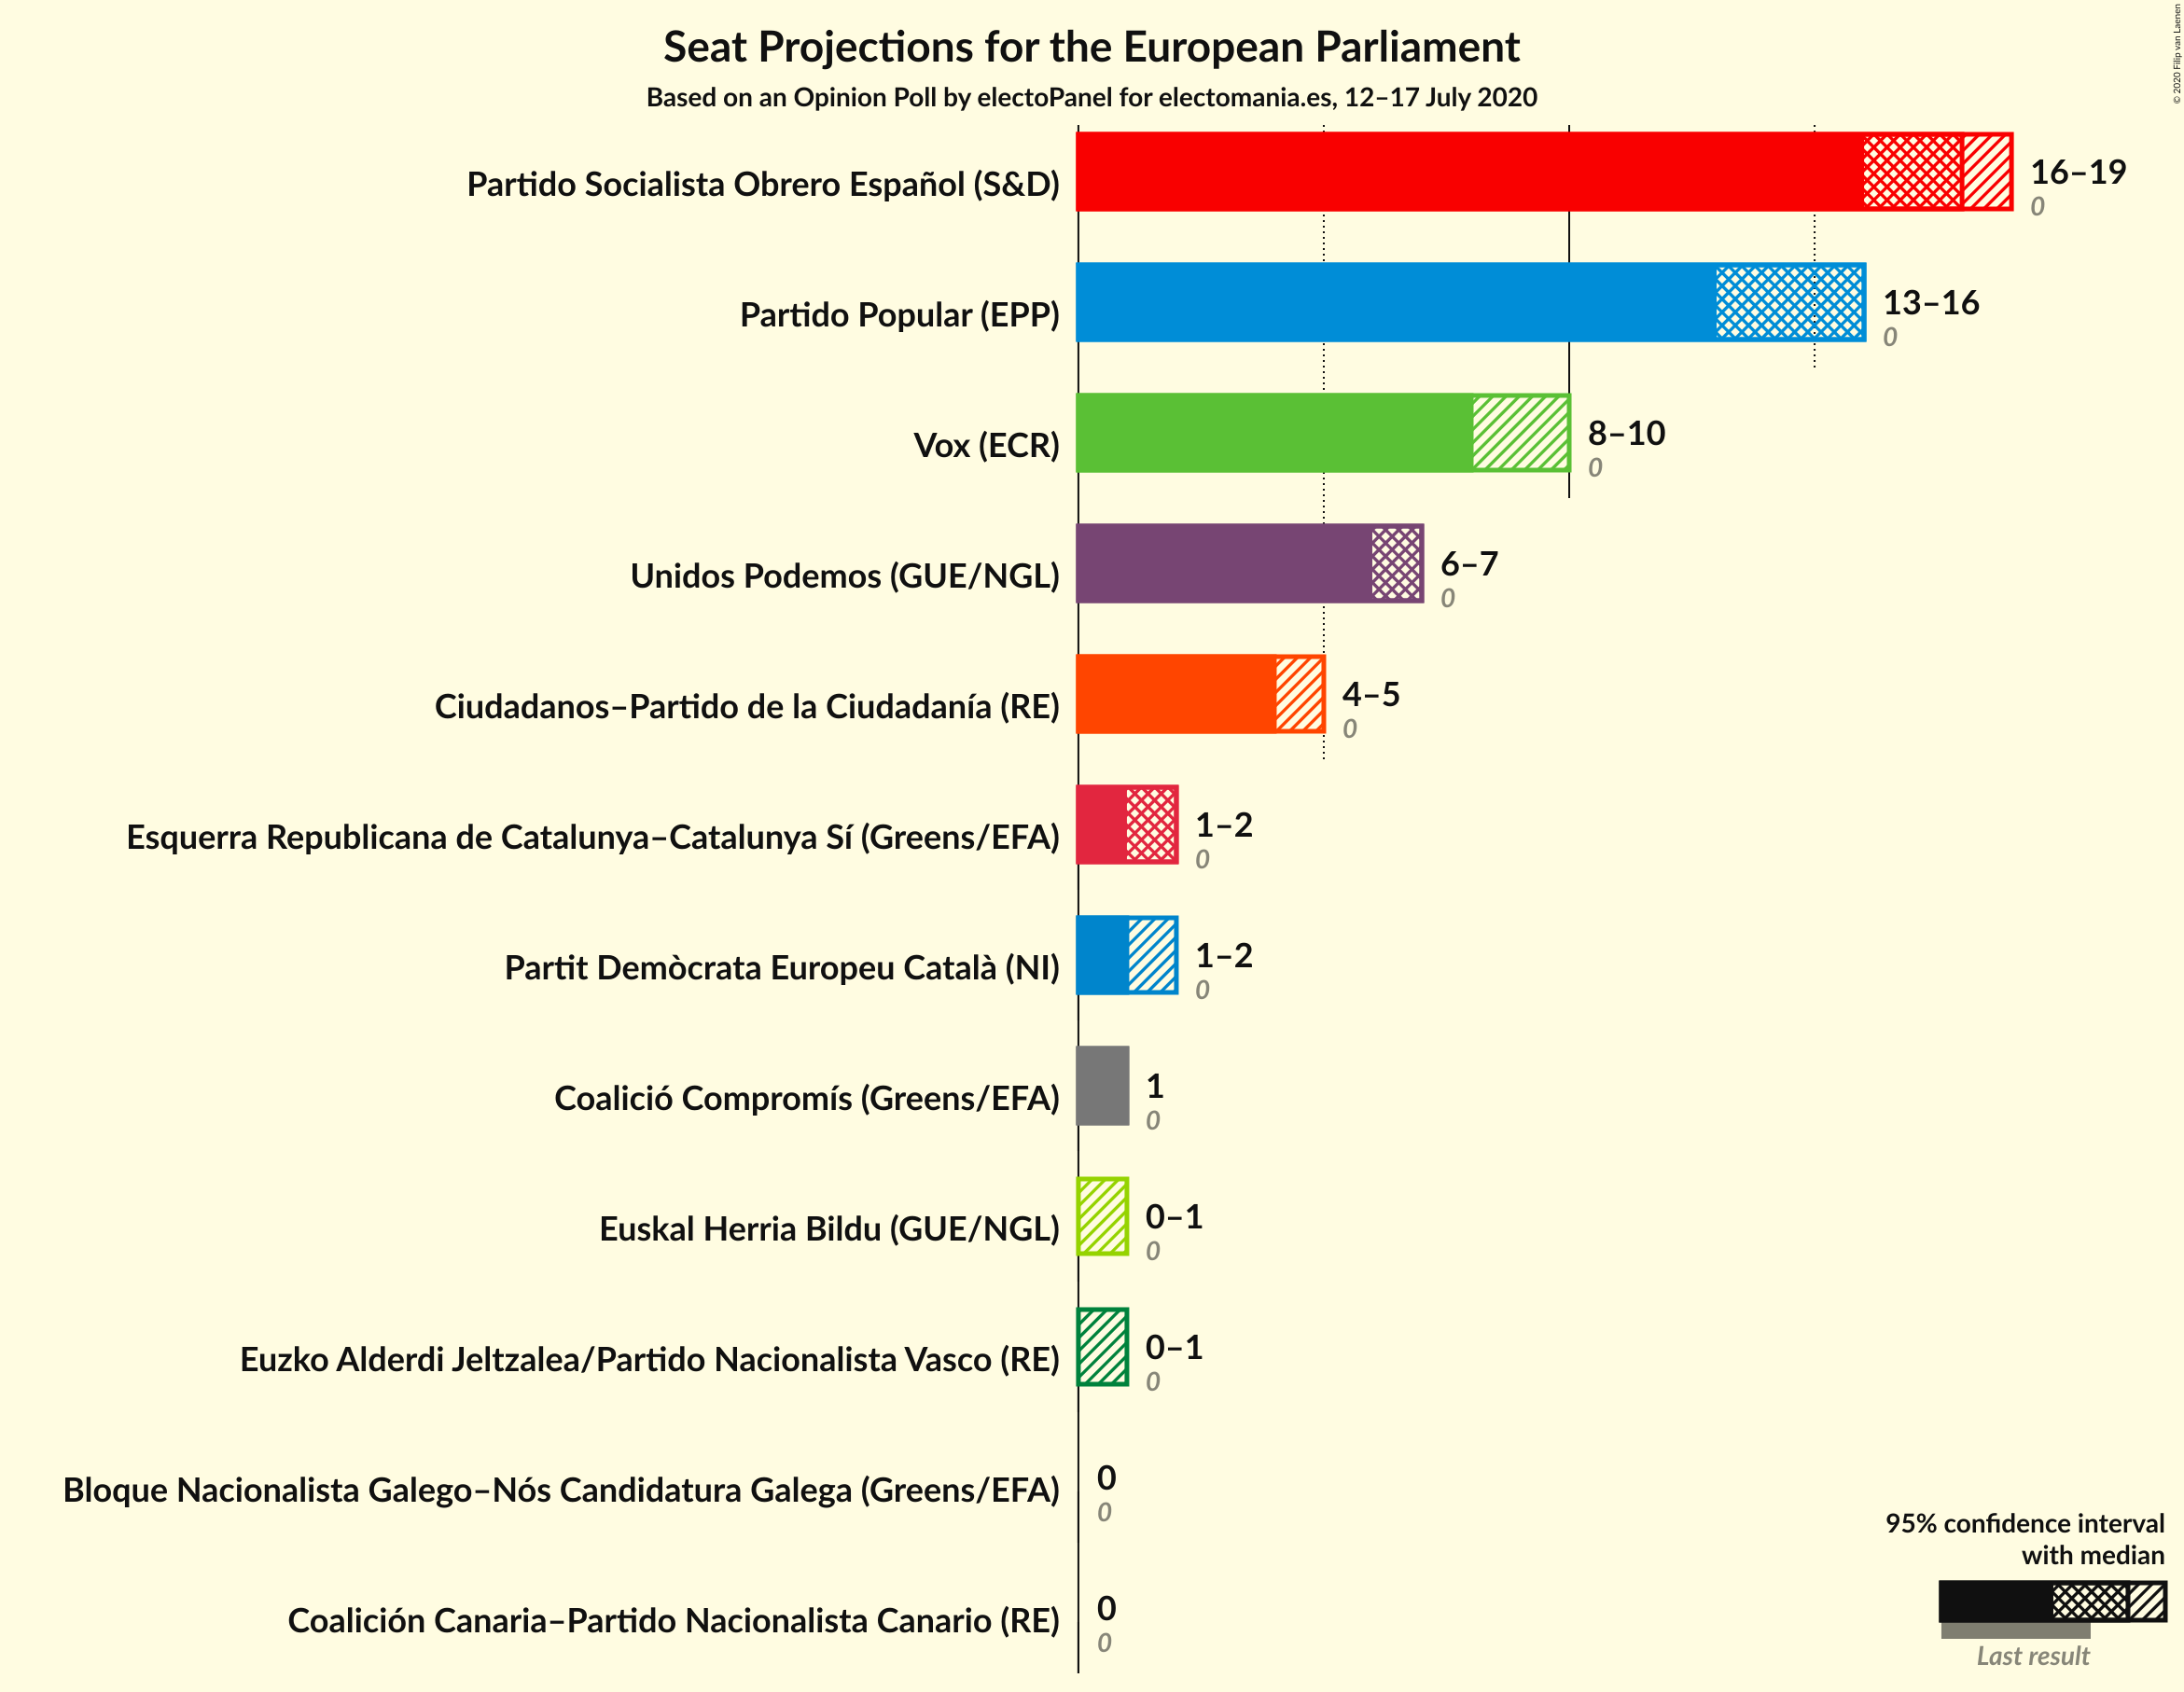 Seat Projections for the European Parliament
Based on an Opinion Poll by electoPanel for electomania.es, 12–17 July 2020
© 2020 Filip van Laenen
Partido Socialista Obrero Español (S&D)
16–19
0
Partido Popular (EPP)
13–16
0
Vox (ECR)
8–10
0
Unidos Podemos (GUE/NGL)
6–7
0
Ciudadanos–Partido de la Ciudadanía (RE)
4–5
0
Esquerra Republicana de Catalunya–Catalunya Sí (Greens/EFA)
1–2
0
Partit Demòcrata Europeu Català (NI)
1–2
0
Coalició Compromís (Greens/EFA)
1
0
Euskal Herria Bildu (GUE/NGL)
0–1
0
Euzko Alderdi Jeltzalea/Partido Nacionalista Vasco (RE)
0–1
0
Bloque Nacionalista Galego–Nós Candidatura Galega (Greens/EFA)
0
0
Coalición Canaria–Partido Nacionalista Canario (RE)
0
0
95% confidence interval
with median
Last result